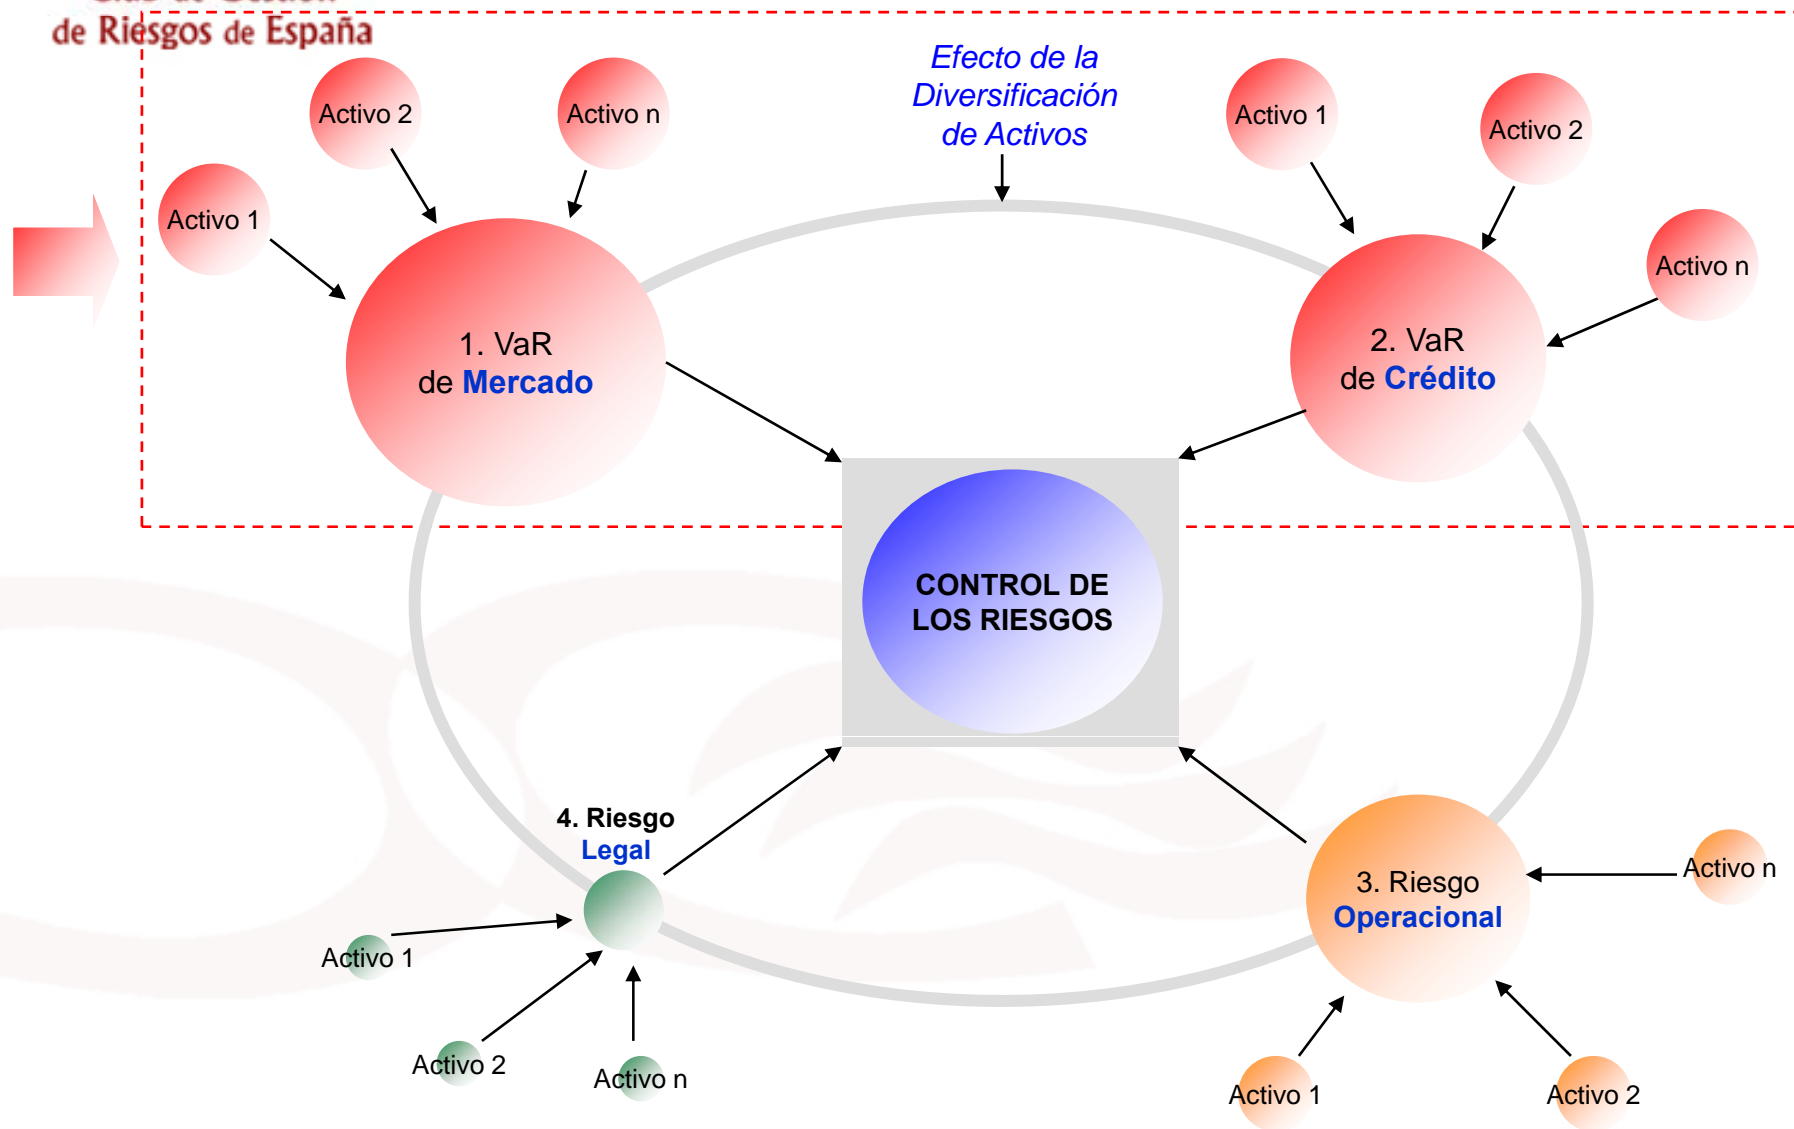 de Riesgos de España
Efecto de la
Diversificación
de Activos
Activo 1
Activo 2
Activo n
1. VaR
de Mercado
Activo 1
Activo 2
Activo n
2. VaR
de Crédito
CONTROL DE
LOS RIESGOS
4. Riesgo
Legal
Activo 1
Activo 2
Activo n
3. Riesgo
Operacional
Activo n
Activo 1
Activo 2